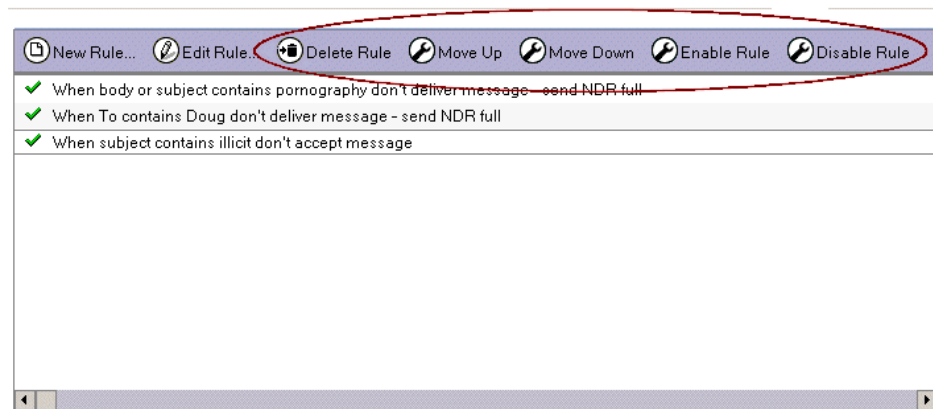 New Rule... Edit Rule... Delete Rule Move Up Move Down Enable Rule Disable Rule
When body or subject contains pornography don't deliver message - send NDR full
When To contains Doug don't deliver message - send NDR full
When subject contains illicit don't accept message